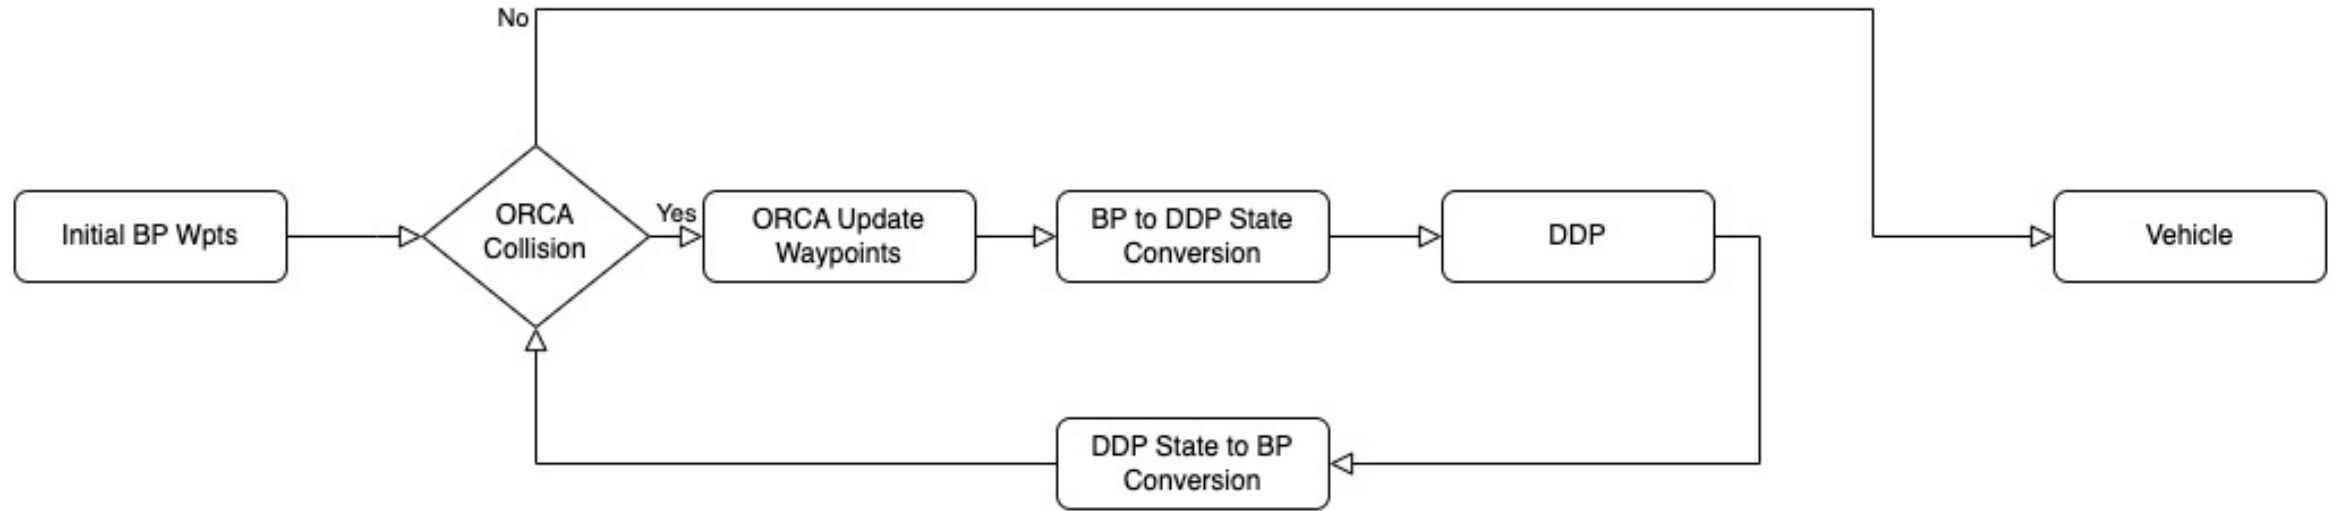 No
Initial BP Wpts
ORCA
Collision
Yes
ORCA Update
Waypoints
BP to DDP State
Conversion
DDP
Vehicle
DDP State to BP
Conversion